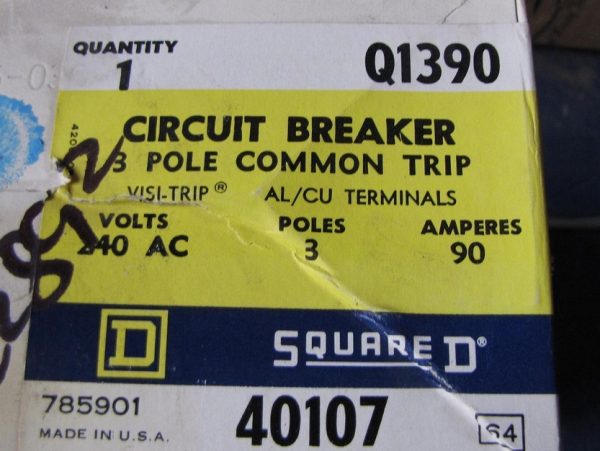 QUANTITY
1
Q1390
CIRCUIT BREAKER
3 POLE COMMON TRIP
VISI-TRIP® AL/CU TERMINALS
VOLTS POLES AMPERES
240 AC 3 90
D SQUARE D®
785901
MADE IN U.S.A.
40107
S4